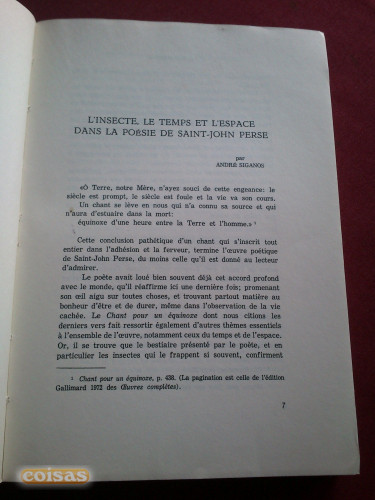 L'INSECTE, LE TEMPS ET L'ESPACE
DANS LA POÉSIE DE SAINT-JOHN PERSE
par
ANDRÉ SIGANOS
«Ô Terre, notre Mère, n'ayez souci de cette engeance: le
siècle est prompt, le siècle est foule et la vie va son cours.
Un chant se lève en nous qui n'a connu sa source et qui
n'aura d'estuaire dans la mort:
équinoxe d'une heure entre la Terre et l'homme.»¹
Cette conclusion pathétique d'un chant qui s'inscrit tout
entier dans l'adhésion et la ferveur, termine l'œuvre poétique
de Saint-John Perse, du moins celle qu'il est donné au lecteur
d'admirer.
Le poète avait loué bien souvent déjà cet accord profond
avec le monde, qu'il réaffirme ici une dernière fois; promenant
son œil aigu sur toutes choses, et trouvant partout matière au
bonheur d'être et de durer, même dans l'observation de la vie
cachée. Le Chant pour un équinoxe dont nous citions les
derniers vers fait ressortir également d'autres thèmes essentiels
à l'ensemble de l'œuvre, notamment ceux du temps et de l'espace.
Or, il se trouve que le bestiaire présenté par le poète, et en
particulier les insectes qui le frappent si souvent, confirment
¹ Chant pour un équinoxe, p. 438. (La pagination est celle de l'édition
Gallimard 1972 des Œuvres complètes).
7
coisas